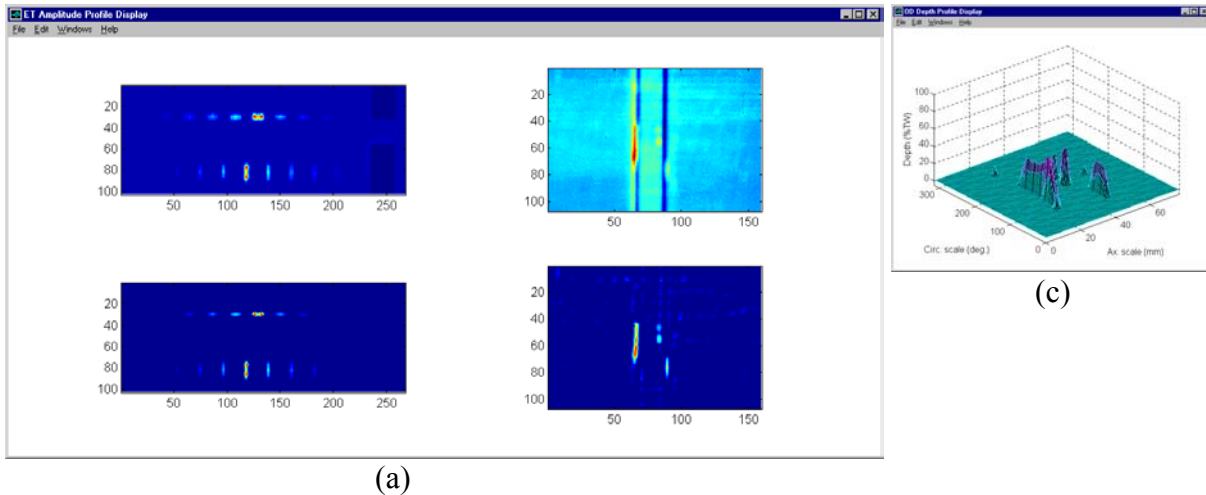 ET Amplitude Profile Display
File Edit Windows Help
20
40
60
80
100
50 100 150 200 250
20
40
60
80
100
50 100 150
20
40
60
80
100
50 100 150 200 250
20
40
60
80
100
50 100 150
(a)
DD Depth Profile Display
File Edit Windows Help
100
80
60
40
20
0
Depth (%TW)
300
200
100
0
Circ. scale (deg.)
0
20
40
60
Ax. scale (mm)
(c)